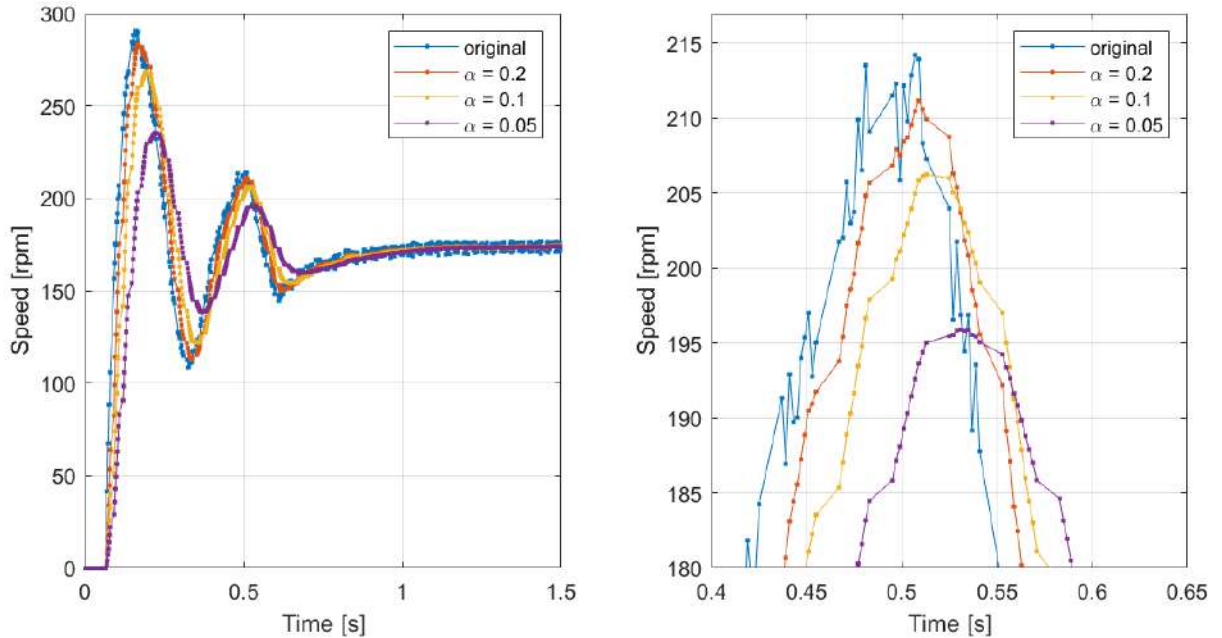 300
250
200
150
100
50
0
Speed [rpm]
0
0.5
1
1.5
Time [s]
original
α = 0.2
α = 0.1
α = 0.05
215
210
205
200
195
190
185
180
Speed [rpm]
0.4
0.45
0.5
0.55
0.6
0.65
Time [s]
original
α = 0.2
α = 0.1
α = 0.05